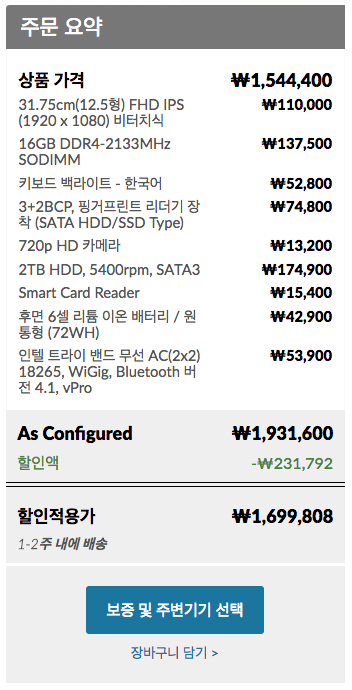 주문 요약
상품 가격 ₩1,544,400
31.75cm(12.5형) FHD IPS ₩110,000
(1920 x 1080) 비터치식
16GB DDR4-2133MHz ₩137,500
SODIMM
키보드 백라이트 - 한국어 ₩52,800
3+2BCP, 핑거프린트 리더기 장 ₩74,800
착 (SATA HDD/SSD Type)
720p HD 카메라 ₩13,200
2TB HDD, 5400rpm, SATA3 ₩174,900
Smart Card Reader ₩15,400
후면 6셀 리튬 이온 배터리 / 원 ₩42,900
통형 (72WH)
인텔 트라이 밴드 무선 AC(2x2) ₩53,900
18265, WiGig, Bluetooth 버
전 4.1, vPro
As Configured ₩1,931,600
할인액 -₩231,792
할인적용가 ₩1,699,808
1-2주 내에 배송
보증 및 주변기기 선택
장바구니 담기 >